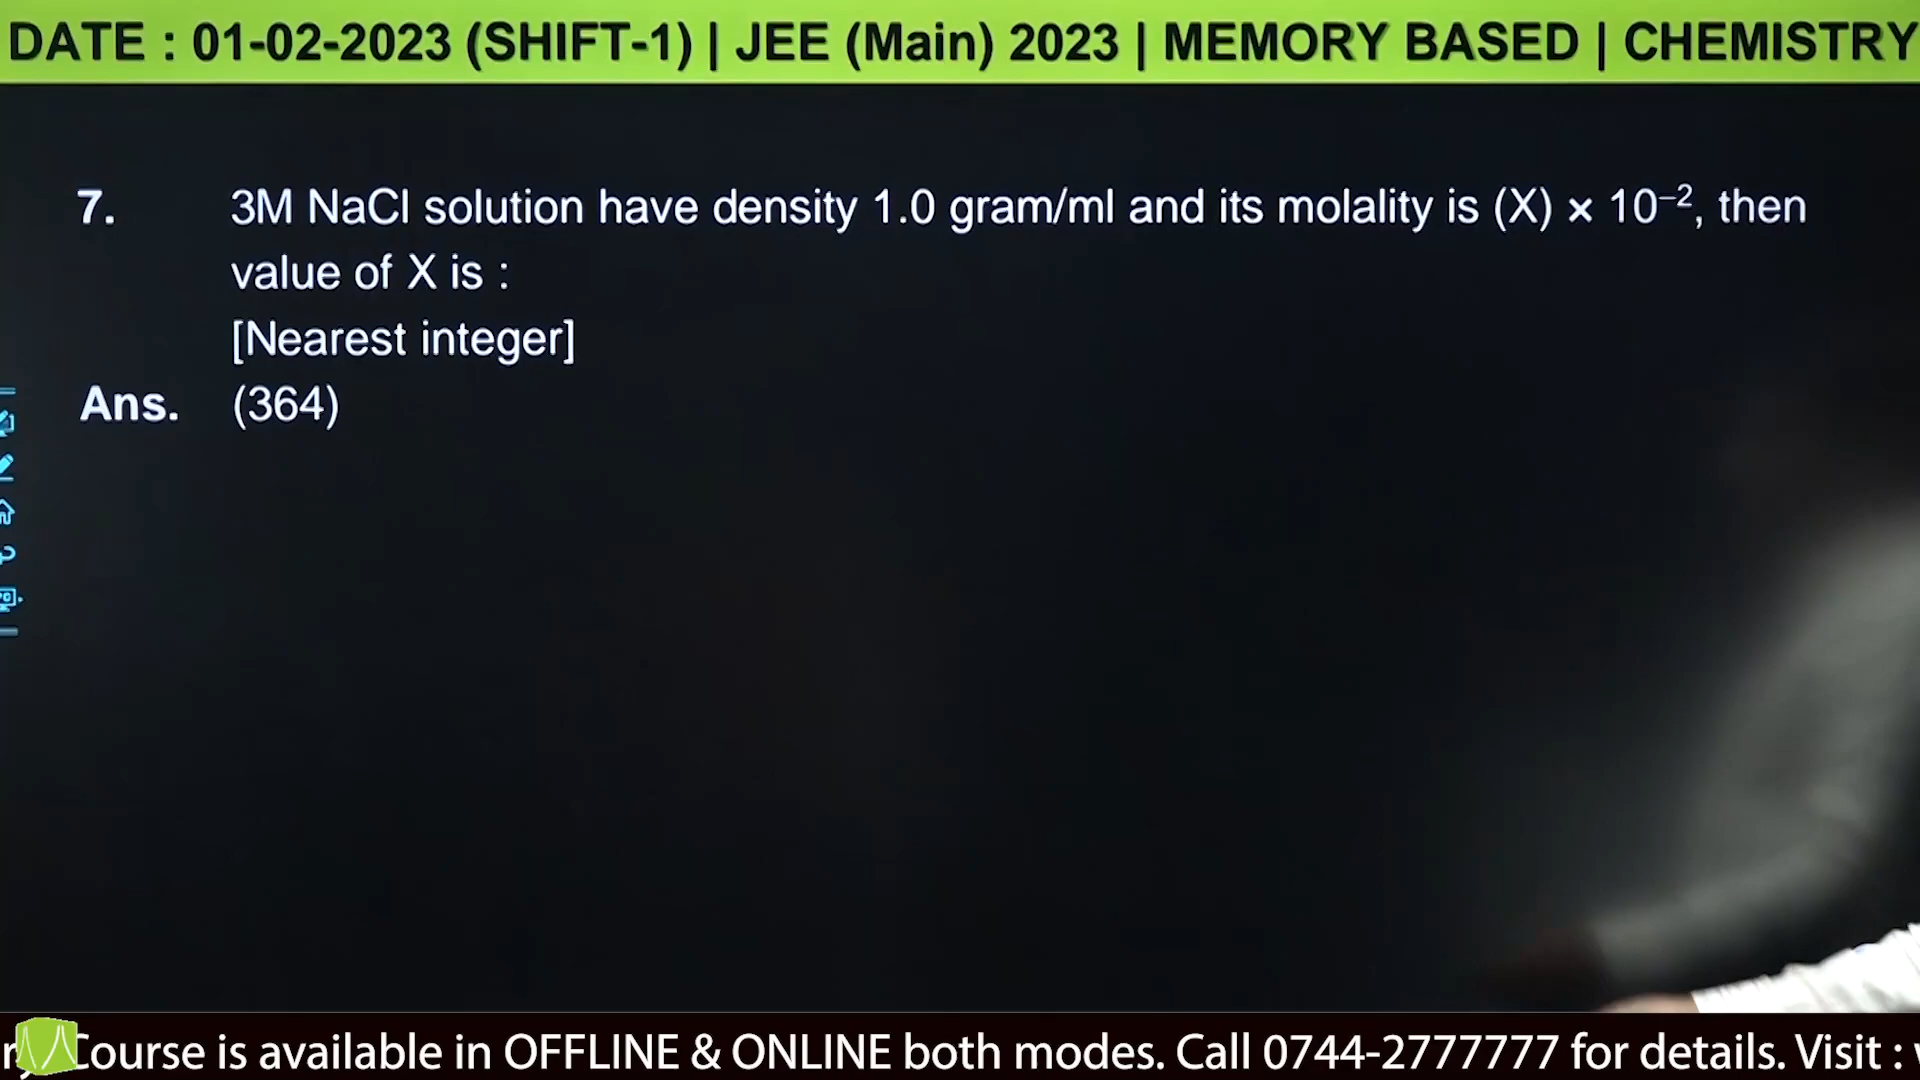 DATE : 01-02-2023 (SHIFT-1) | JEE (Main) 2023 | MEMORY BASED | CHEMISTRY
7. 3M NaCl solution have density 1.0 gram/ml and its molality is (X) × 10⁻², then
value of X is :
[Nearest integer]
Ans. (364)
Course is available in OFFLINE & ONLINE both modes. Call 0744-2777777 for details. Visit :